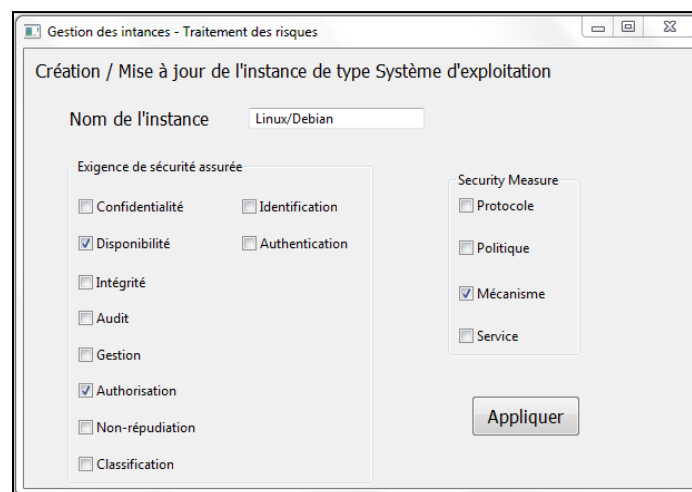 Gestion des intances - Traitement des risques
Création / Mise à jour de l'instance de type Système d'exploitation
Nom de l'instance
Linux/Debian
Exigence de sécurité assurée
Confidentialité
Identification
Disponibilité
Authentication
Intégrité
Audit
Gestion
Authorisation
Non-répudiation
Classification
Security Measure
Protocole
Politique
Mécanisme
Service
Appliquer